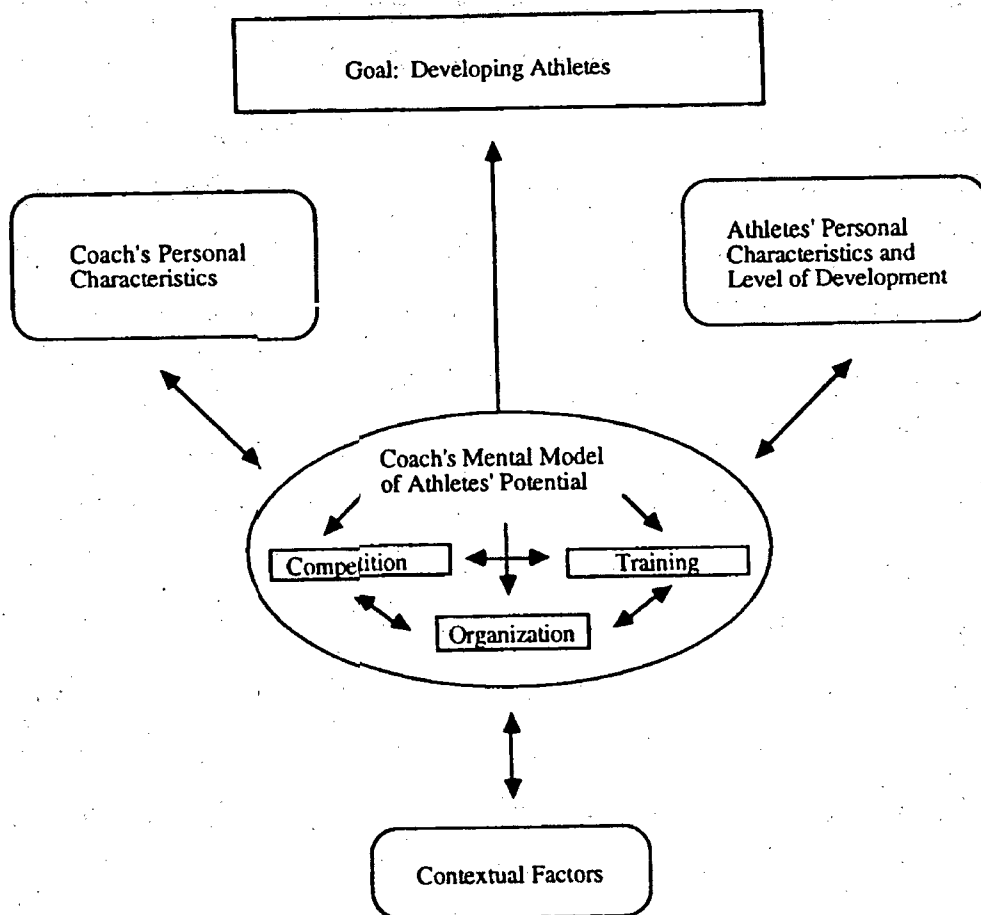 Goal: Developing Athletes
Coach's Personal
Characteristics
Athletes' Personal
Characteristics and
Level of Development
Coach's Mental Model
of Athletes' Potential
Competition
Training
Organization
Contextual Factors